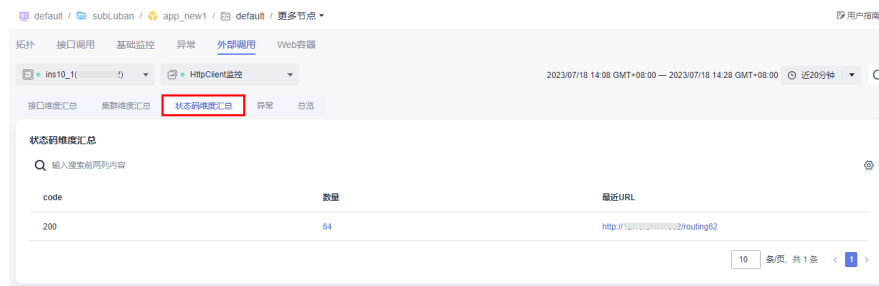 default / subLuban / app_new1 / default / 更多节点 用户指南
拓扑 接口调用 基础监控 异常 外部调用 Web容器
ins10_1( HttpClient监控 2023/07/18 14:08 GMT+08:00 — 2023/07/18 14:28 GMT+08:00 近20分钟
接口维度汇总 集群维度汇总 状态码维度汇总 异常 总览
状态码维度汇总
输入搜索前两列内容
code 数量 最近URL
200 64 http:// /routing62
10 条/页, 共 1 条 < 1 >